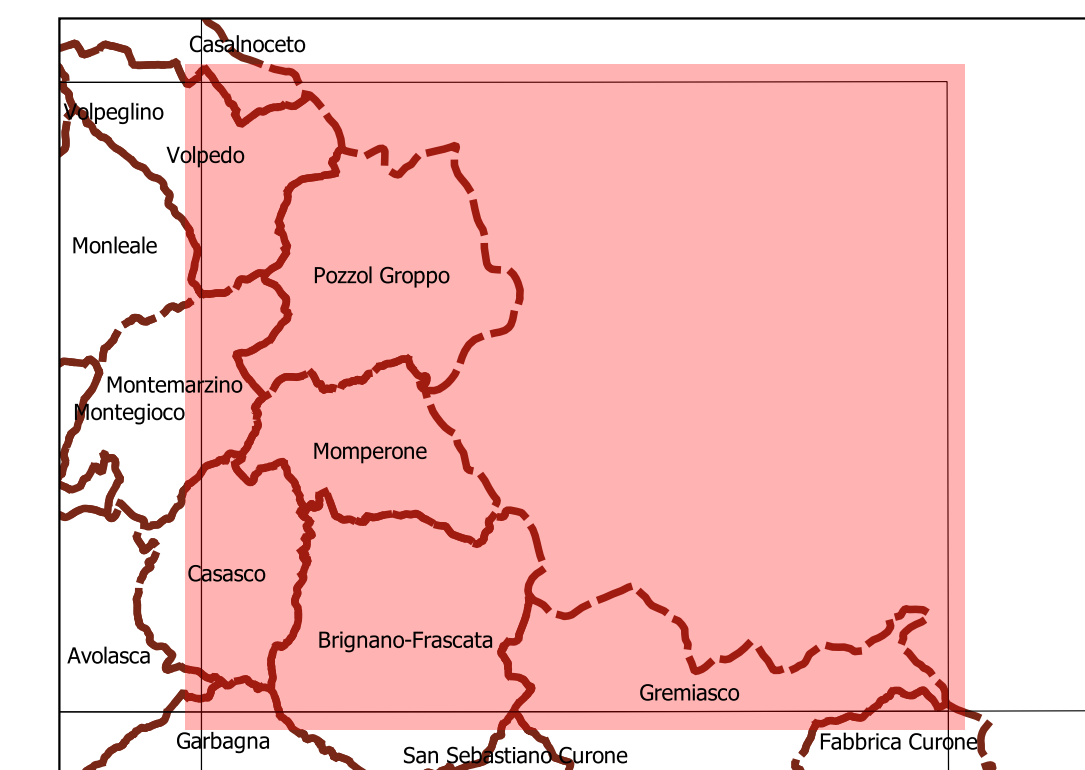 Casalnoceto
Volpeglino
Volpedo
Monleale
Pozzol Groppo
Montemarzino
Montegioco
Momperone
Casasco
Brignano-Frascata
Avolasca
Gremiasco
Garbagna
Fabbrica Curone
San Sebastiano Curone